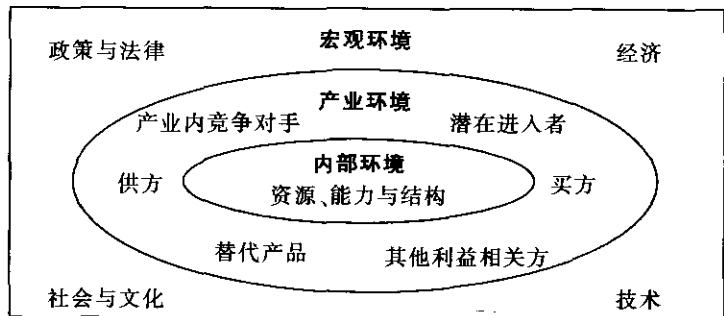 政策与法律
宏观环境
经济
产业环境
产业内竞争对手
潜在进入者
内部环境
供方
资源、能力与结构
买方
替代产品
其他利益相关方
社会与文化
技术